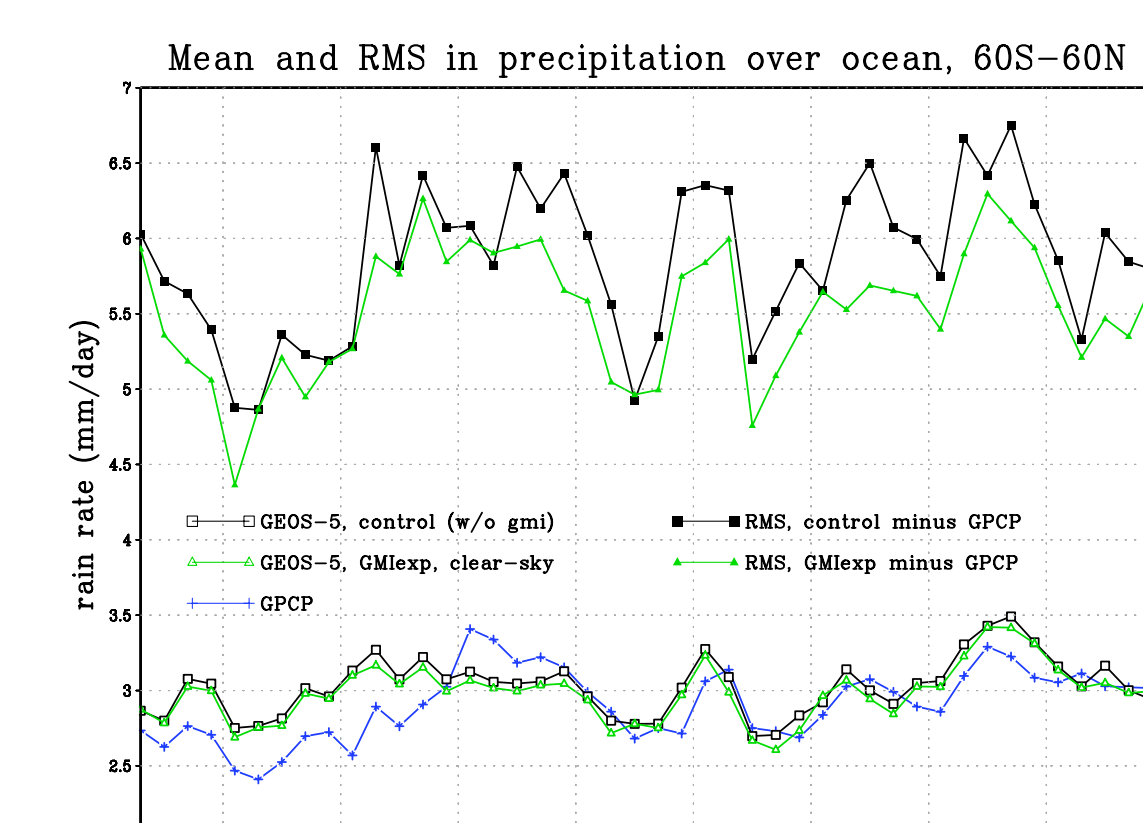 Mean and RMS in precipitation over ocean, 60S-60N
7
6.5
6
5.5
5
4.5
4
3.5
3
2.5
rain rate (mm/day)
GEOS-5, control (w/o gmi)
RMS, control minus GPCP
GEOS-5, GMIexp, clear-sky
RMS, GMIexp minus GPCP
GPCP